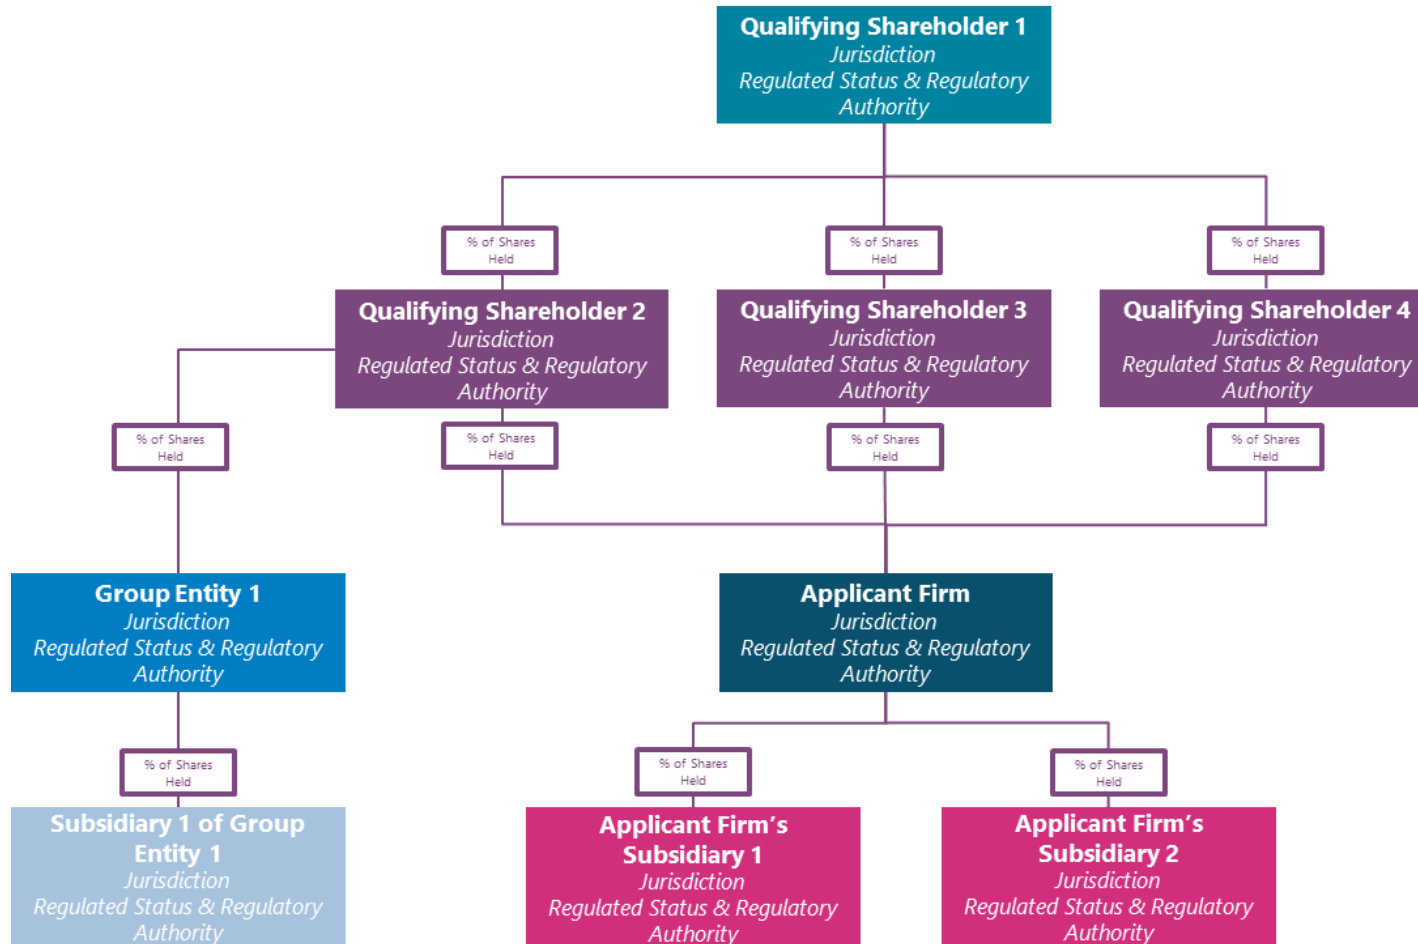 Qualifying Shareholder 1
Jurisdiction
Regulated Status & Regulatory
Authority
% of Shares
Held
% of Shares
Held
% of Shares
Held
Qualifying Shareholder 2
Jurisdiction
Regulated Status & Regulatory
Authority
Qualifying Shareholder 3
Jurisdiction
Regulated Status & Regulatory
Authority
Qualifying Shareholder 4
Jurisdiction
Regulated Status & Regulatory
Authority
% of Shares
Held
% of Shares
Held
% of Shares
Held
% of Shares
Held
Group Entity 1
Jurisdiction
Regulated Status & Regulatory
Authority
Applicant Firm
Jurisdiction
Regulated Status & Regulatory
Authority
% of Shares
Held
% of Shares
Held
% of Shares
Held
Subsidiary 1 of Group
Entity 1
Jurisdiction
Regulated Status & Regulatory
Authority
Applicant Firm’s
Subsidiary 1
Jurisdiction
Regulated Status & Regulatory
Authority
Applicant Firm’s
Subsidiary 2
Jurisdiction
Regulated Status & Regulatory
Authority